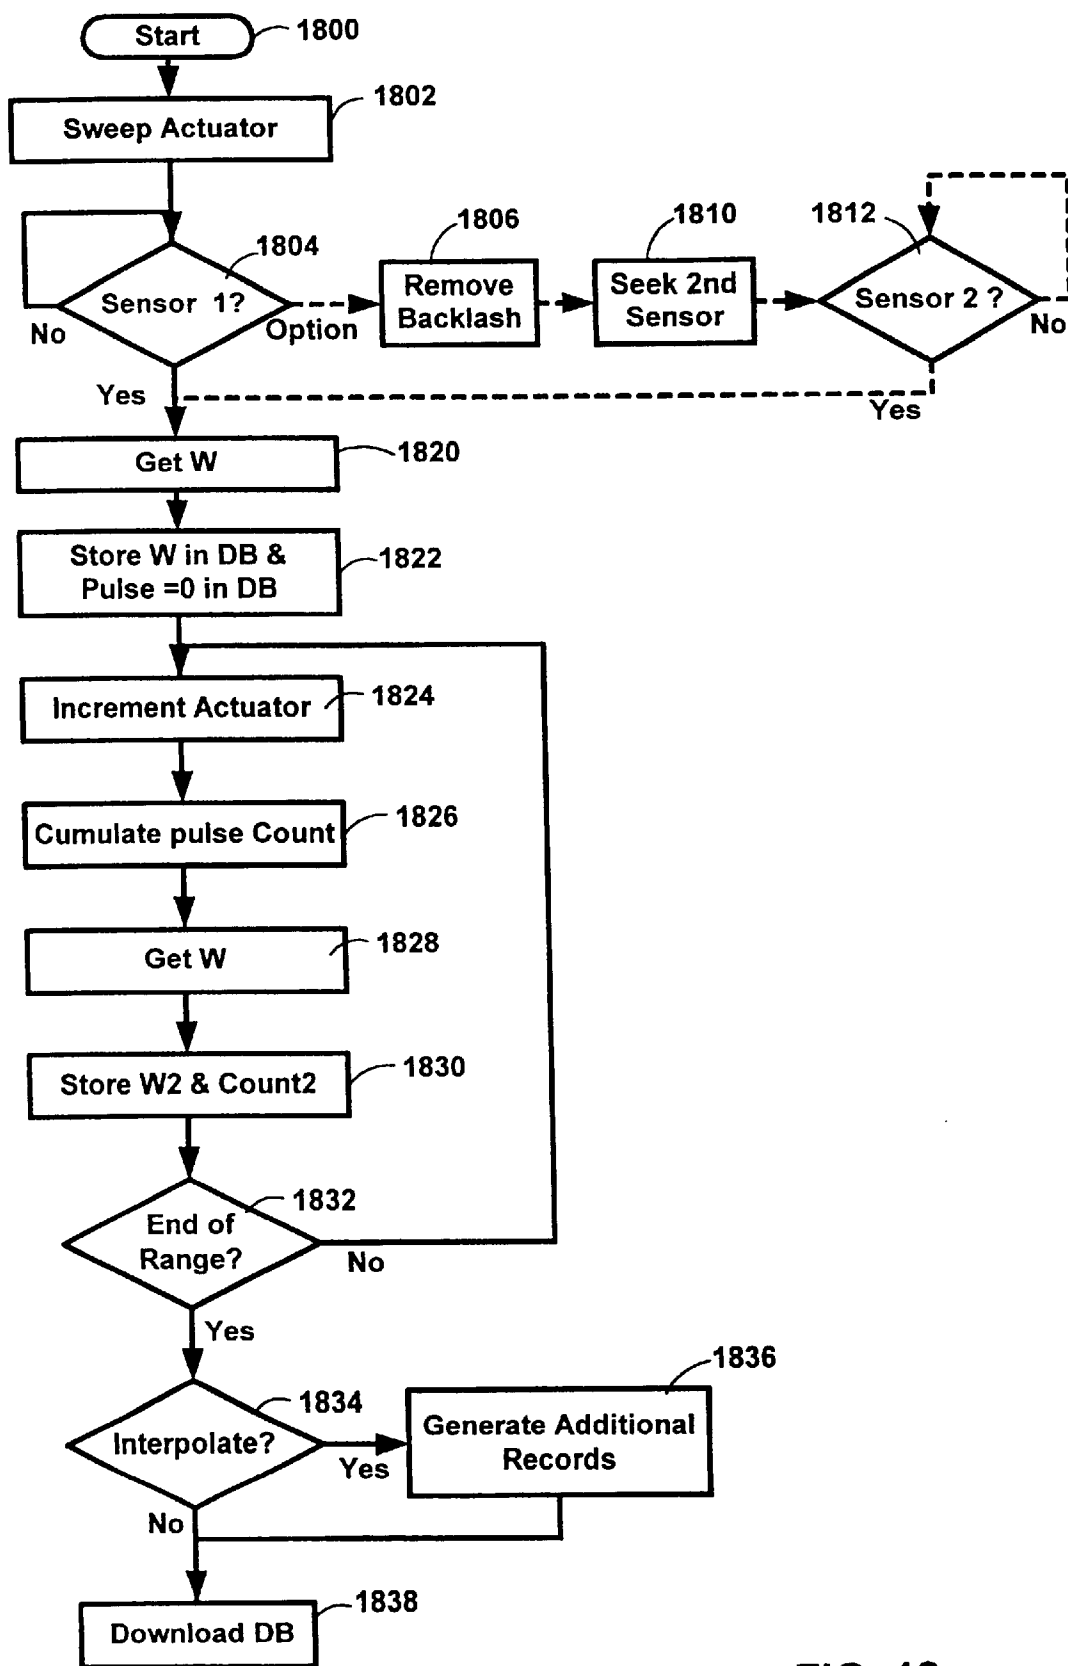 Start
1800
1802
Sweep Actuator
1804
Sensor 1?
No
Option
Yes
1806
Remove
Backlash
1810
Seek 2nd
Sensor
1812
Sensor 2 ?
No
Yes
Get W
1820
Store W in DB &
Pulse =0 in DB
1822
Increment Actuator
1824
Cumulate pulse Count
1826
Get W
1828
Store W2 & Count2
1830
End of
Range?
1832
No
Yes
Interpolate?
1834
Yes
No
1836
Generate Additional
Records
Download DB
1838